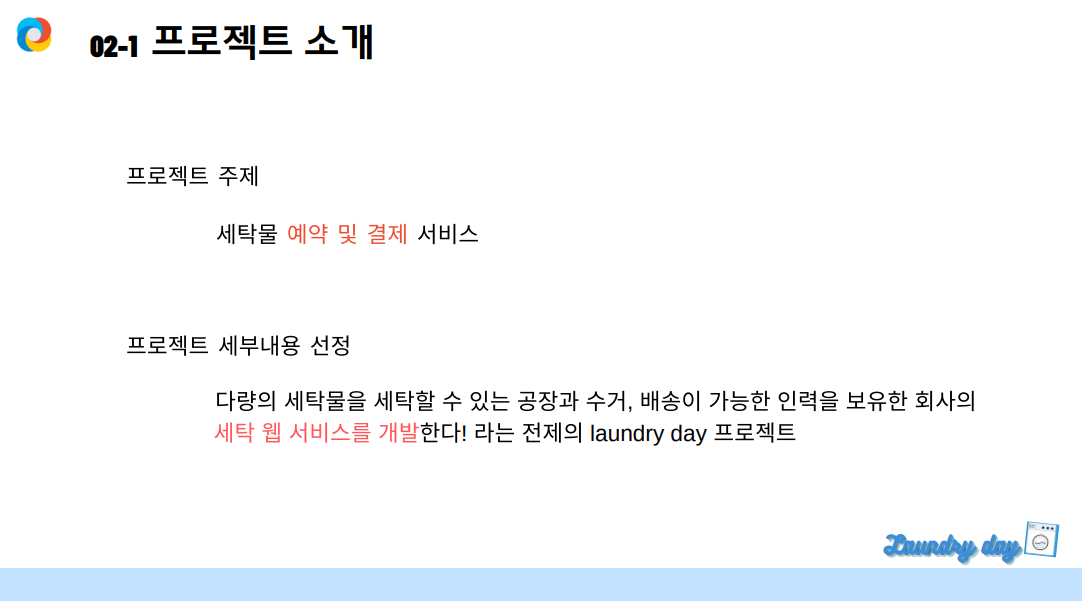 02-1 프로젝트 소개
프로젝트 주제
세탁물 예약 및 결제 서비스
프로젝트 세부내용 선정
다량의 세탁물을 세탁할 수 있는 공장과 수거, 배송이 가능한 인력을 보유한 회사의
세탁 웹 서비스를 개발한다! 라는 전제의 laundry day 프로젝트
Laundry day